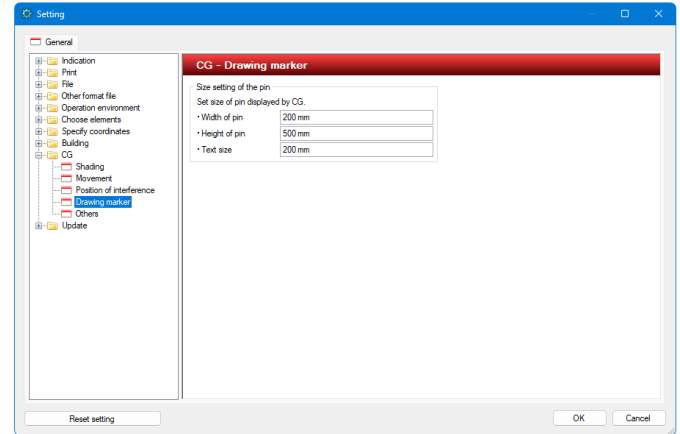 Setting
General
Indication
Print
File
Other format file
Operation environment
Choose elements
Specify coordinates
Building
CG
Shading
Movement
Position of interference
Drawing marker
Others
Update
CG - Drawing marker
Size setting of the pin
Set size of pin displayed by CG.
・Width of pin 200 mm
・Height of pin 500 mm
・Text size 200 mm
Reset setting
OK Cancel